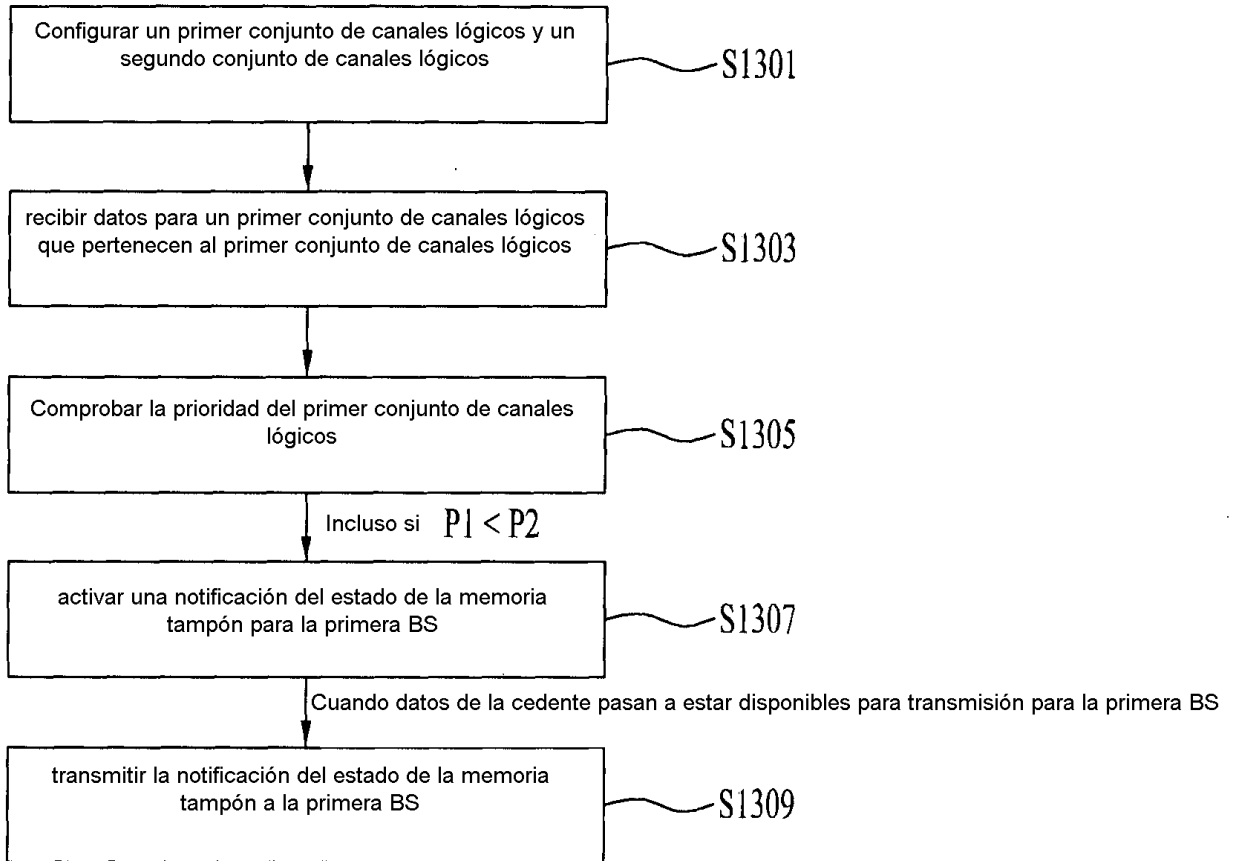 Configurar un primer conjunto de canales lógicos y un
segundo conjunto de canales lógicos
S1301
recibir datos para un primer conjunto de canales lógicos
que pertenecen al primer conjunto de canales lógicos.
S1303
Comprobar la prioridad del primer conjunto de canales
lógicos
S1305
Incluso si P1 < P2
activar una notificación del estado de la memoria
tampón para la primera BS
S1307
Cuando datos de la cedente pasan a estar disponibles para transmisión para la primera BS
transmitir la notificación del estado de la memoria
tampón a la primera BS
S1309